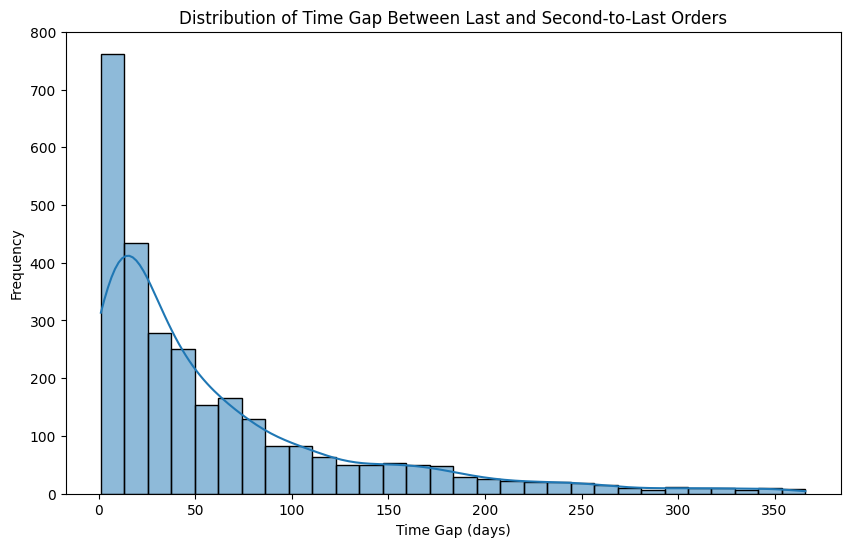 Distribution of Time Gap Between Last and Second-to-Last Orders
800
700
600
500
400
300
200
100
0
Frequency
0 50 100 150 200 250 300 350
Time Gap (days)